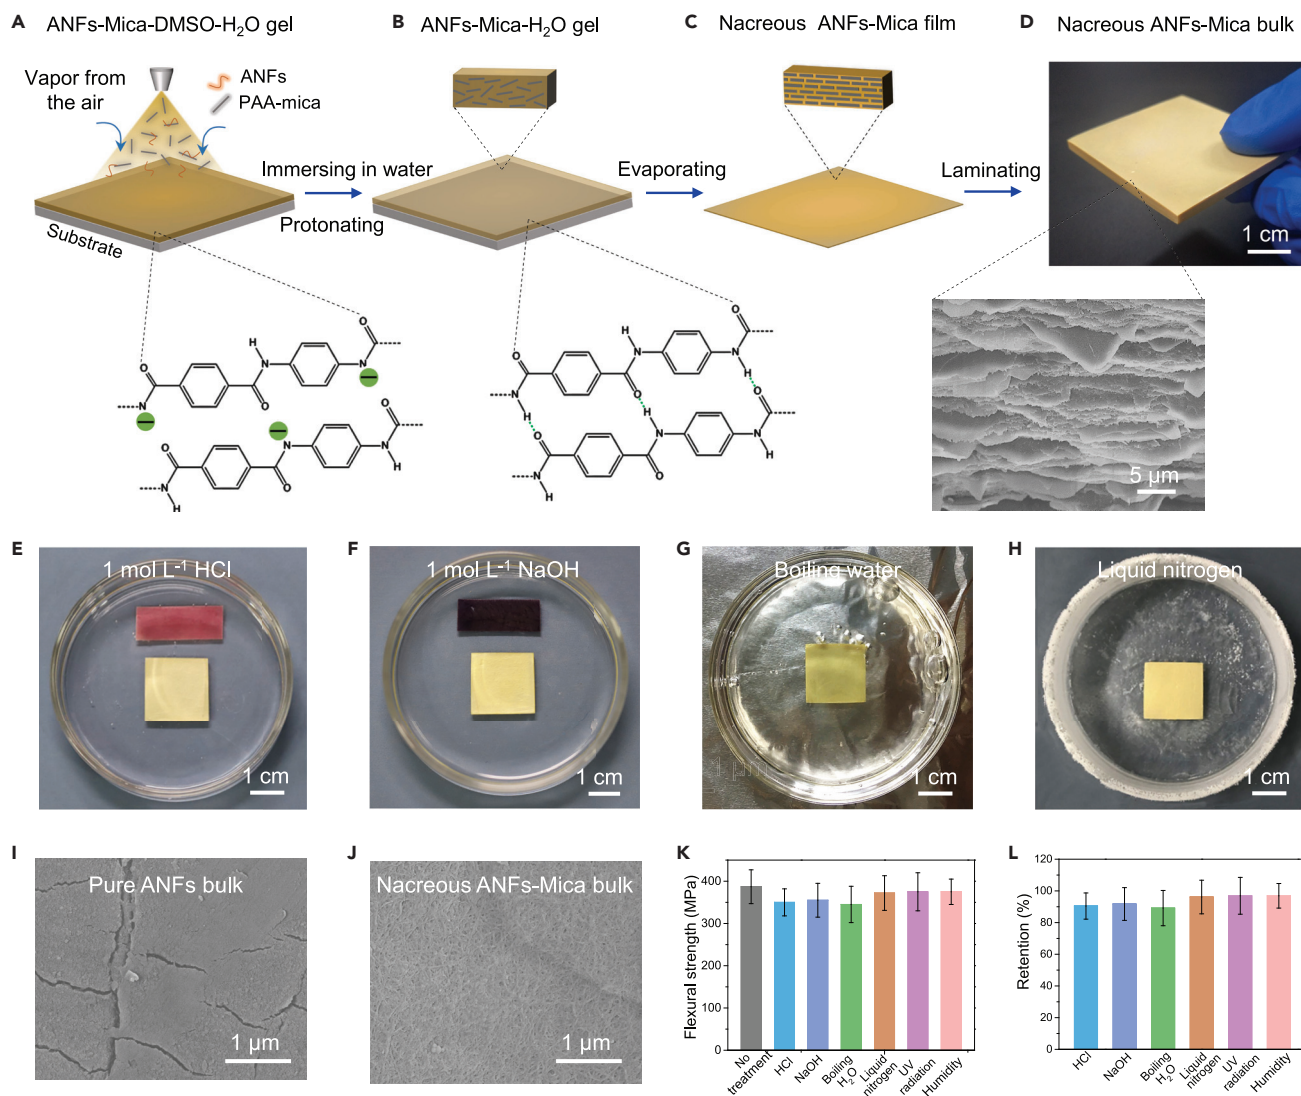 A
ANFs-Mica-DMSO-H₂O gel
Vapor from
the air
ANFs
PAA-mica
Substrate
Immersing in water
Protonating
B
ANFs-Mica-H₂O gel
Evaporating
C
Nacreous ANFs-Mica film
Laminating
D
Nacreous ANFs-Mica bulk
1 cm
5 μm
O
H
N
O
N
N
O
O
N
O
N
H
O
H
N
O
N
H
N
H
O
O
H
N
O
N
H
O
N
H
E
1 mol L⁻¹ HCl
1 cm
F
1 mol L⁻¹ NaOH
1 cm
G
Boiling water
1 μm
1 cm
H
Liquid nitrogen
1 cm
I
Pure ANFs bulk
1 μm
J
Nacreous ANFs-Mica bulk
1 μm
K
Flexural strength (MPa)
400
350
300
400
300
200
100
0
No
treatment
HCl
NaOH
Boiling
H₂O
Liquid
nitrogen
UV
radiation
Humidity
L
Retention (%)
120
100
80
60
40
20
0
HCl
NaOH
Boiling
H₂O
Liquid
nitrogen
UV
radiation
Humidity